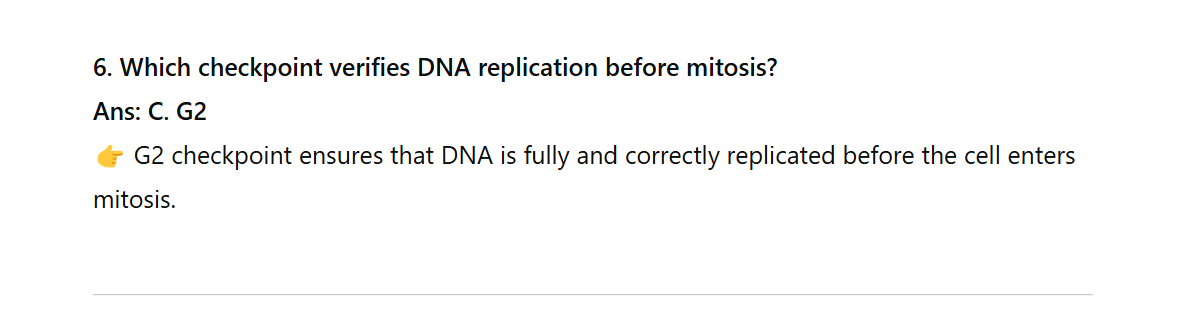 6. Which checkpoint verifies DNA replication before mitosis?
Ans: C. G2
👉 G2 checkpoint ensures that DNA is fully and correctly replicated before the cell enters
mitosis.